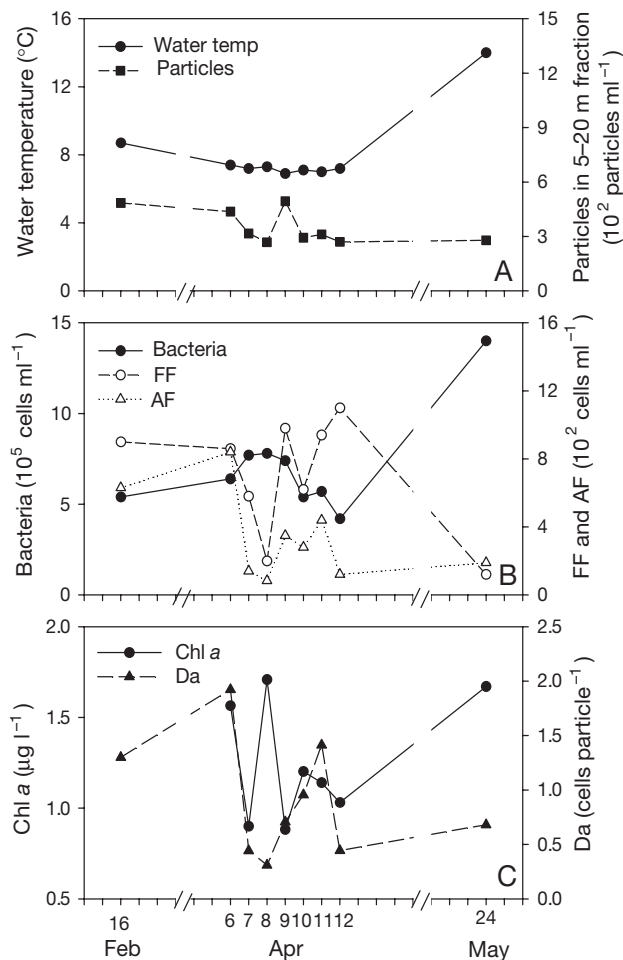 16
12
8
4
0
Water temperature (°C)
Water temp
Particles
A
15
12
9
6
3
0
Particles in 5–20 m fraction
(10² particles ml⁻¹)
15
10
5
0
Bacteria (10⁵ cells ml⁻¹)
Bacteria
FF
AF
B
16
12
8
4
0
FF and AF (10² cells ml⁻¹)
2.0
1.5
1.0
0.5
Chl a (µg l⁻¹)
Chl a
Da
C
2.5
2.0
1.5
1.0
0.5
0.0
Da (cells particle⁻¹)
16 6 7 8 9 10 11 12 24
Feb Apr May